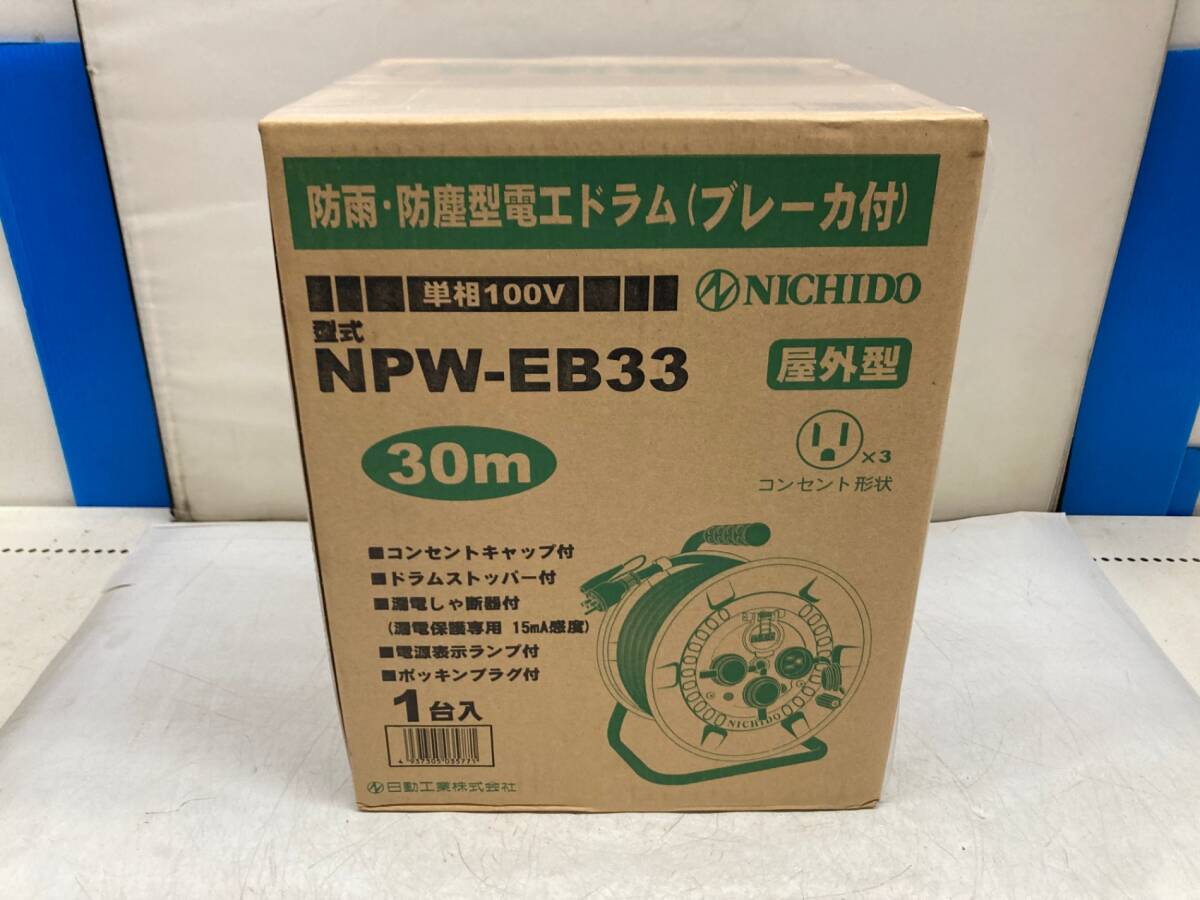 防雨・防塵型電工ドラム(ブレーカ付)
単相100V
NICHIDO
型式
NPW-EB33
屋外型
30m
×3
コンセント形状
■コンセントキャップ付
■ドラムストッパー付
■漏電しゃ断器付
(漏電保護専用 15mA感度)
■電源表示ランプ付
■ポッキンプラグ付
1台入
NICHIDO
4 937305 035771
日動工業株式会社